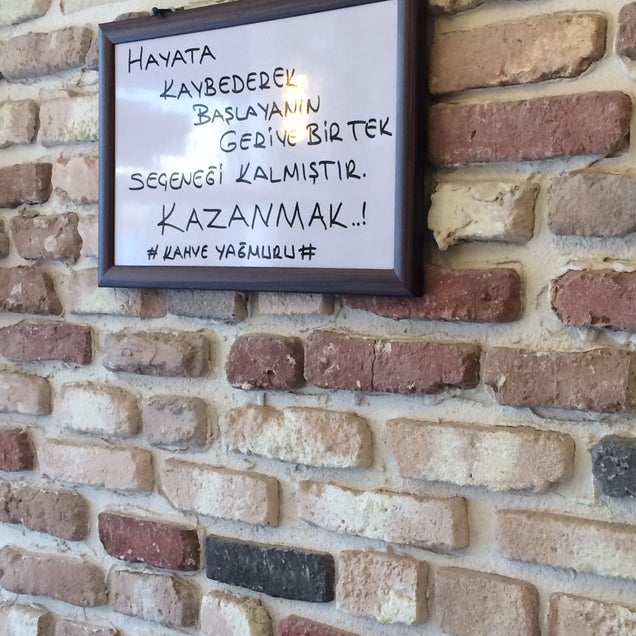 HAYATA
KAYBEDEREK
BAŞLAYANIN
GERİYE BİR TEK
SEÇENEĞİ KALMIŞTIR.
KAZANMAK..!
#KAHVE YAĞMURU#